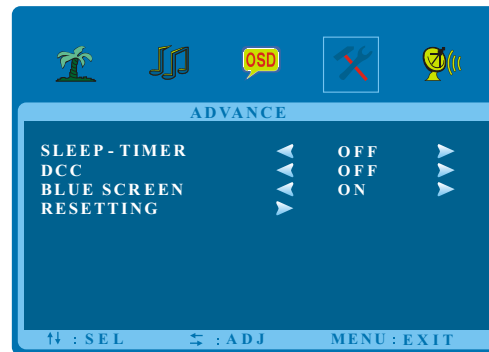 OSD
ADVANCE
SLEEP-TIMER OFF
DCC OFF
BLUE SCREEN ON
RESETTING
: SEL : ADJ MENU: EXIT